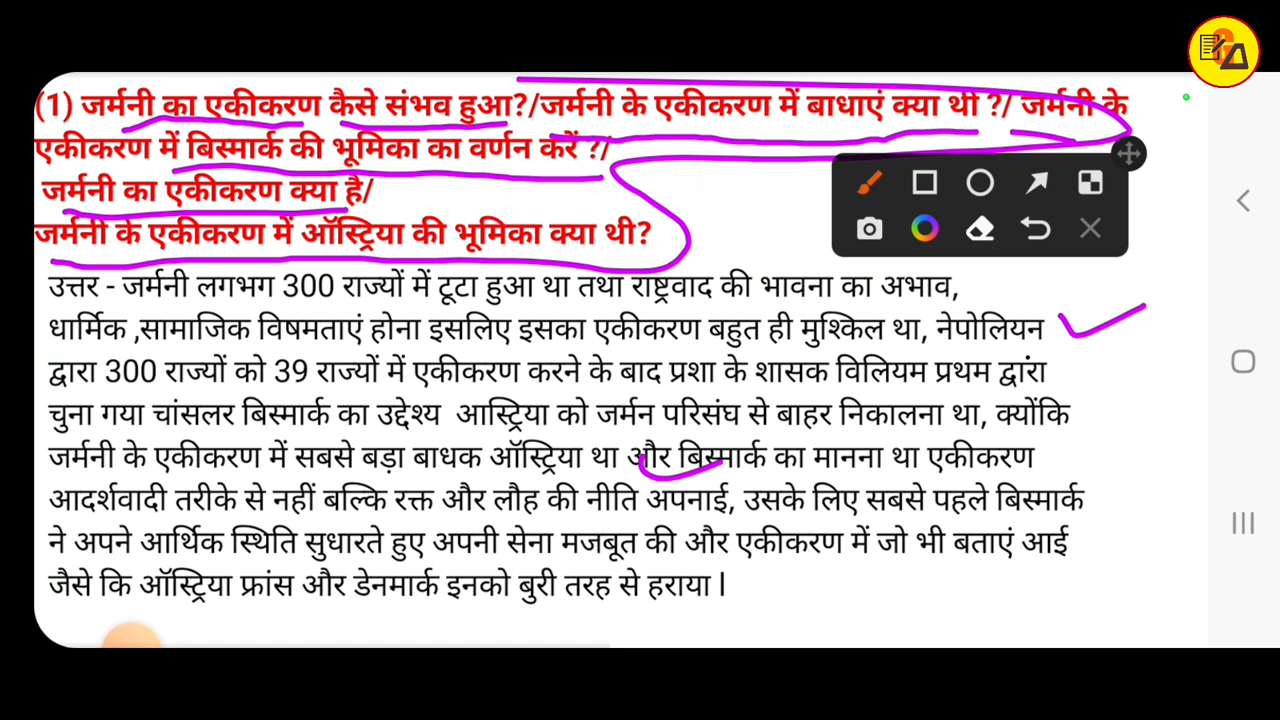 (1) जर्मनी का एकीकरण कैसे संभव हुआ?/जर्मनी के एकीकरण में बाधाएं क्या थी ?/ जर्मनी के
एकीकरण में बिस्मार्क की भूमिका का वर्णन करें ?/
जर्मनी का एकीकरण क्या है/
जर्मनी के एकीकरण में ऑस्ट्रिया की भूमिका क्या थी?
उत्तर - जर्मनी लगभग 300 राज्यों में टूटा हुआ था तथा राष्ट्रवाद की भावना का अभाव,
धार्मिक ,सामाजिक विषमताएं होना इसलिए इसका एकीकरण बहुत ही मुश्किल था, नेपोलियन
द्वारा 300 राज्यों को 39 राज्यों में एकीकरण करने के बाद प्रशा के शासक विलियम प्रथम द्वांरा
चुना गया चांसलर बिस्मार्क का उद्देश्य आस्ट्रिया को जर्मन परिसंघ से बाहर निकालना था, क्योंकि
जर्मनी के एकीकरण में सबसे बड़ा बाधक ऑस्ट्रिया था और बिस्मार्क का मानना था एकीकरण
आदर्शवादी तरीके से नहीं बल्कि रक्त और लौह की नीति अपनाई, उसके लिए सबसे पहले बिस्मार्क
ने अपने आर्थिक स्थिति सुधारते हुए अपनी सेना मजबूत की और एकीकरण में जो भी बताएं आई
जैसे कि ऑस्ट्रिया फ्रांस और डेनमार्क इनको बुरी तरह से हराया l